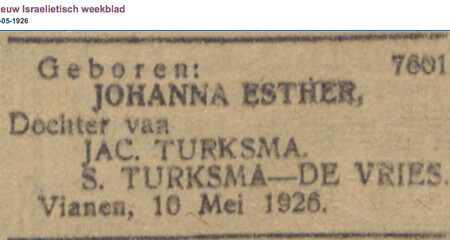 euw Israelietisch weekblad
-05-1926
Geboren: 7601
JOHANNA ESTHER,
Dochter van
JAC. TURKSMA.
S. TURKSMA—DE VRIES.
Vianen, 10 Mei 1926.